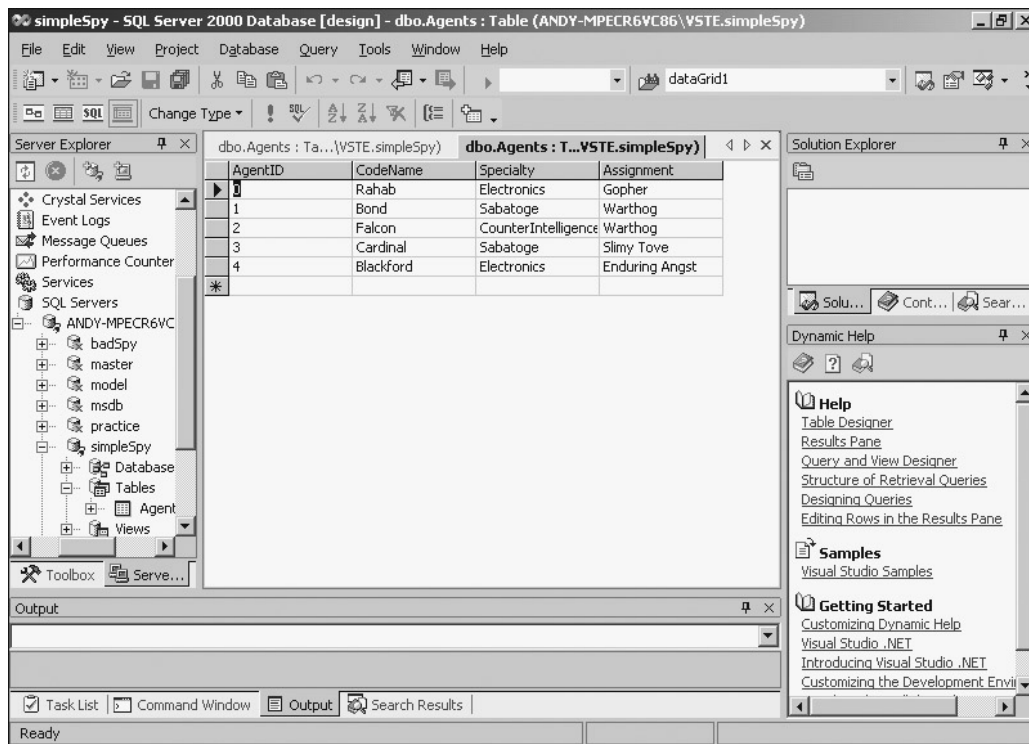 simpleSpy - SQL Server 2000 Database [design] - dbo.Agents : Table (ANDY-MPECR6VC86\VSTE.simpleSpy)
File Edit View Project Database Query Tools Window Help
dataGrid1
SQL Change Type SQL
Server Explorer
Crystal Services
Event Logs
Message Queues
Performance Counter
Services
SQL Servers
ANDY-MPECR6VC
badSpy
master
model
msdb
practice
simpleSpy
Database
Tables
Agent
Views
Toolbox Serve...
dbo.Agents : Ta...\VSTE.simpleSpy) dbo.Agents : T...VSTE.simpleSpy)
AgentID CodeName Specialty Assignment
0 Rahab Electronics Gopher
1 Bond Sabatoge Warthog
2 Falcon CounterIntelligence Warthog
3 Cardinal Sabatoge Slimy Tove
4 Blackford Electronics Enduring Angst
Solution Explorer
Solu... Cont... Sear...
Dynamic Help
Help
Table Designer
Results Pane
Query and View Designer
Structure of Retrieval Queries
Designing Queries
Editing Rows in the Results Pane
Samples
Visual Studio Samples
Getting Started
Customizing Dynamic Help
Visual Studio .NET
Introducing Visual Studio .NET
Customizing the Development Envir
Output
Task List Command Window Output Search Results
Ready